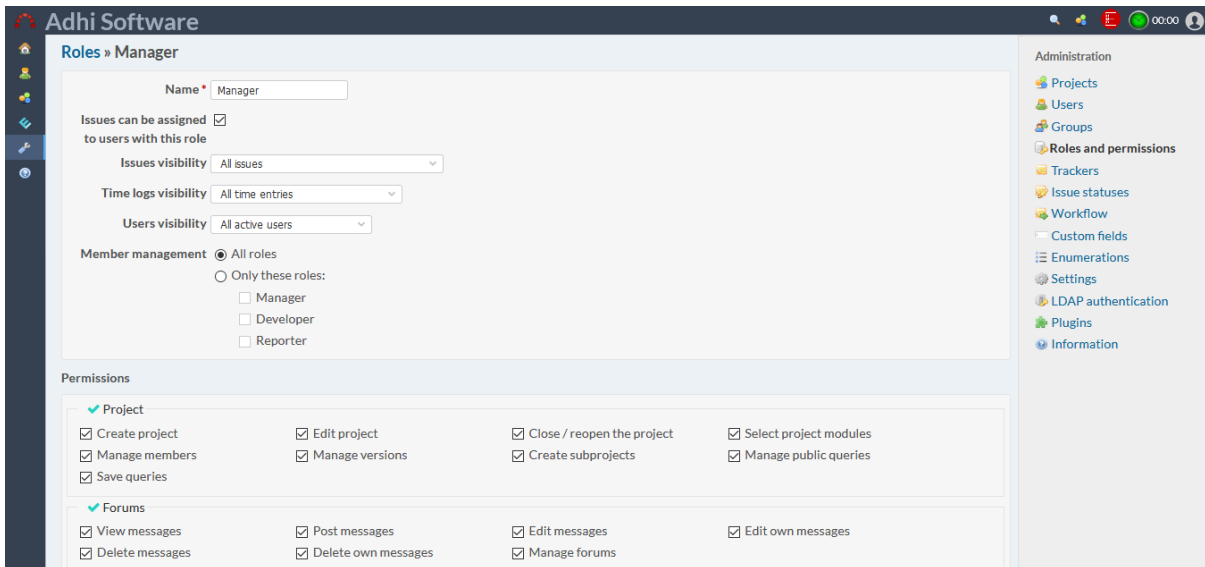 Adhi Software
00:00
Roles » Manager
Name * Manager
Issues can be assigned
to users with this role
Issues visibility All issues
Time logs visibility All time entries
Users visibility All active users
Member management All roles
Only these roles:
Manager
Developer
Reporter
Permissions
Project
Create project Edit project Close / reopen the project Select project modules
Manage members Manage versions Create subprojects Manage public queries
Save queries
Forums
View messages Post messages Edit messages Edit own messages
Delete messages Delete own messages Manage forums
Administration
Projects
Users
Groups
Roles and permissions
Trackers
Issue statuses
Workflow
Custom fields
Enumerations
Settings
LDAP authentication
Plugins
Information